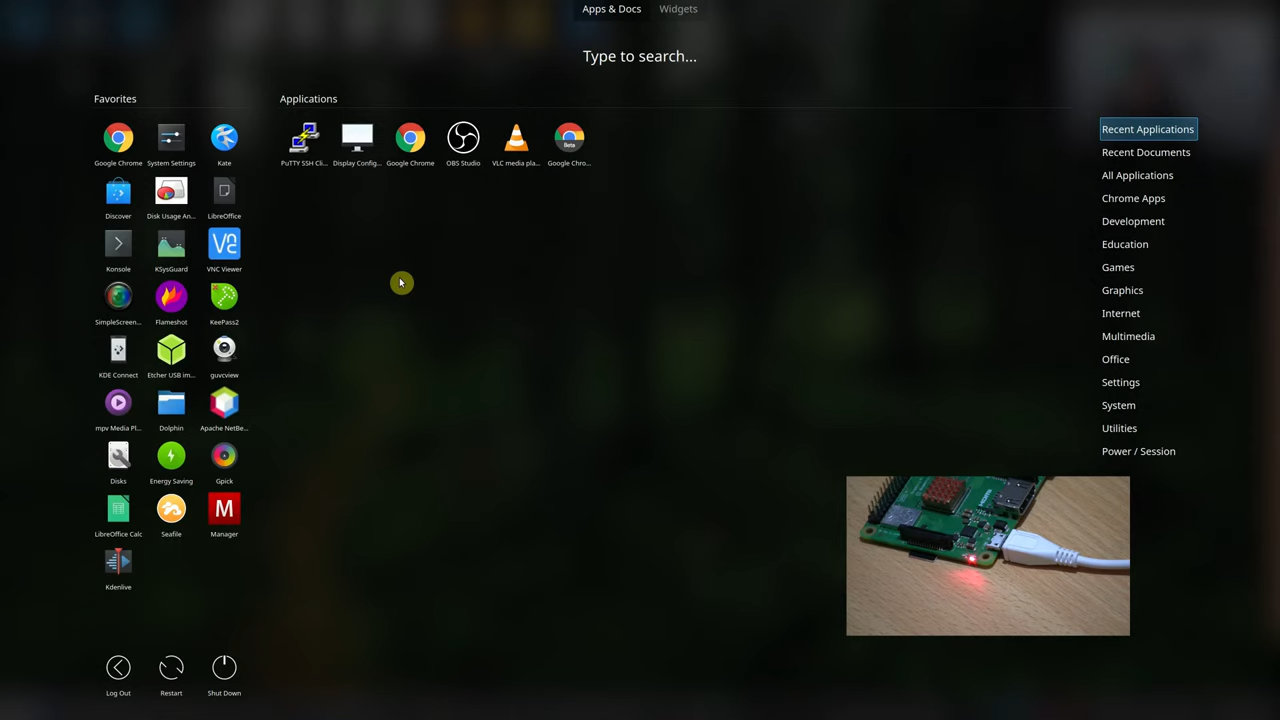 Apps & Docs Widgets
Type to search...
Favorites
Applications
Google Chrome System Settings Kate
PuTTY SSH Cli... Display Config... Google Chrome OBS Studio VLC media pla... Google Chro...
Beta
Discover Disk Usage An... LibreOffice
Konsole KSysGuard VNC Viewer
SimpleScreen... Flameshot KeePass2
KDE Connect Etcher USB im... guvcview
mpv Media Pl... Dolphin Apache NetBe...
Disks Energy Saving Gpick
M
LibreOffice Calc Seafile Manager
Kdenlive
Log Out Restart Shut Down
Recent Applications
Recent Documents
All Applications
Chrome Apps
Development
Education
Games
Graphics
Internet
Multimedia
Office
Settings
System
Utilities
Power / Session